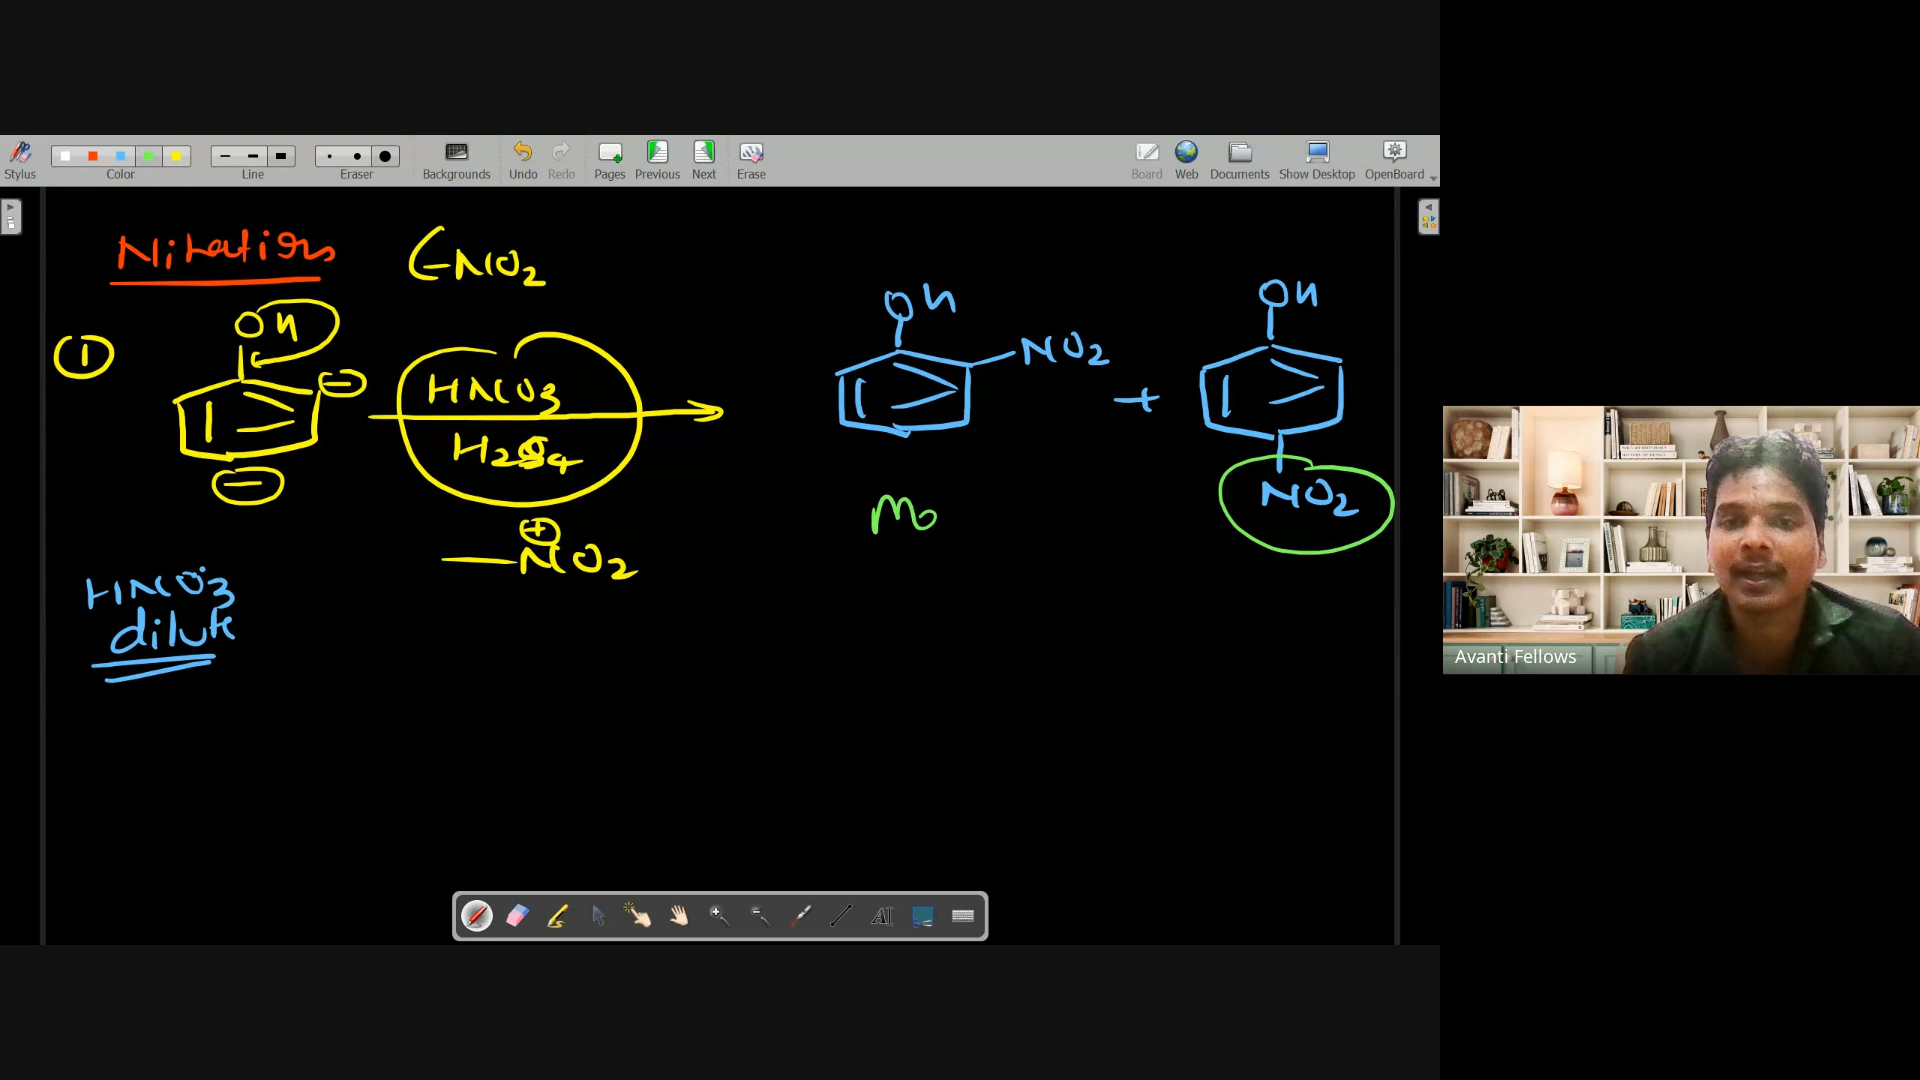 Stylus Color Line Eraser Backgrounds Undo Redo Pages Previous Next Erase Board Web Documents Show Desktop OpenBoard
Nitration (-NO2
① OH
HNO3
H2SO4
⊕
—NO2
OH
NO2
+
OH
NO2
HNO3
dilute
Avanti Fellows